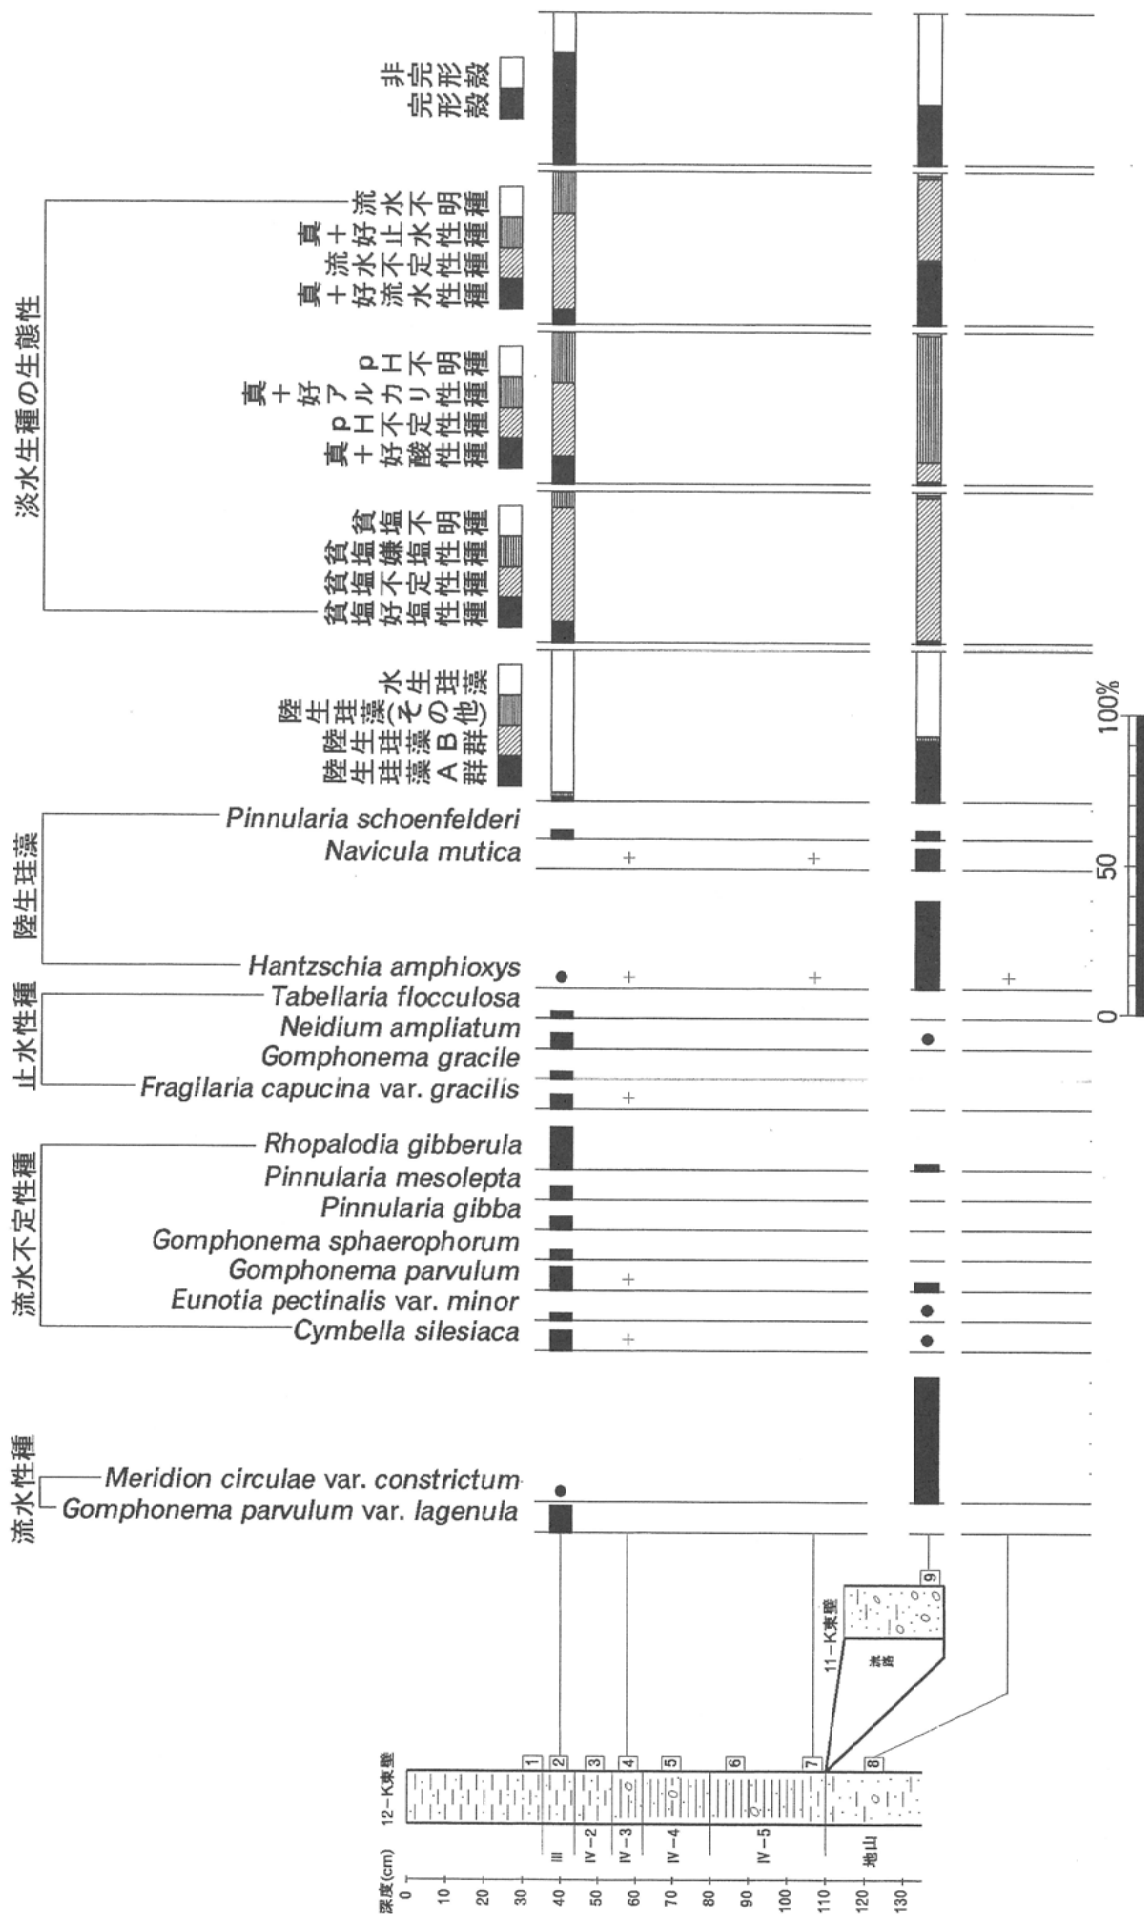 淡水生種の生態性
陸生珪藻
止水性種
流水不定性種
流水性種
非完形殻
完形殻
流水不明種
真+好止水性種
流水不定性種
真+好流水性種
pH不明種
真+好アルカリ性種
pH不定性種
真+好酸性種
貧塩不明種
貧塩嫌塩性種
貧塩不定性種
貧塩好塩性種
水生珪藻
陸生珪藻(その他)
陸生珪藻B群
陸生珪藻A群
Pinnularia schoenfelderi
Navicula mutica
Hantzschia amphioxys
Tabellaria flocculosa
Neidium ampliatum
Gomphonema gracile
Fragilaria capucina var. gracilis
Rhopalodia gibberula
Pinnularia mesolepta
Pinnularia gibba
Gomphonema sphaerophorum
Gomphonema parvulum
Eunotia pectinalis var. minor
Cymbella silesiaca
Meridion circulae var. constrictum
Gomphonema parvulum var. lagenula
0 50 100%
12-K東壁
1 2 3 4 5 6 7 8
11-K東壁
流路
9
III IV-2 IV-3 IV-4 IV-5 地山
深度(cm)
0 10 20 30 40 50 60 70 80 90 100 110 120 130